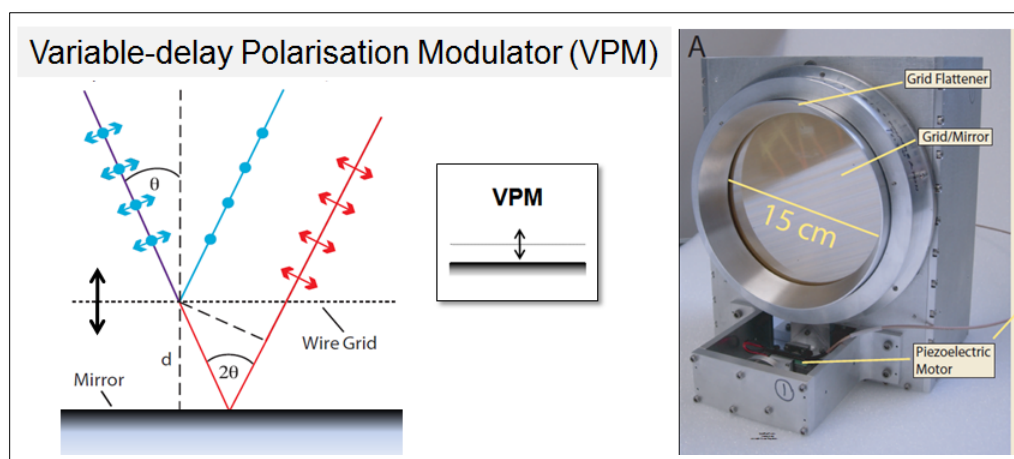 Variable-delay Polarisation Modulator (VPM)
θ
Wire Grid
d
2θ
Mirror
VPM
A
Grid Flattener
Grid/Mirror
15 cm
Piezoelectric
Motor
1